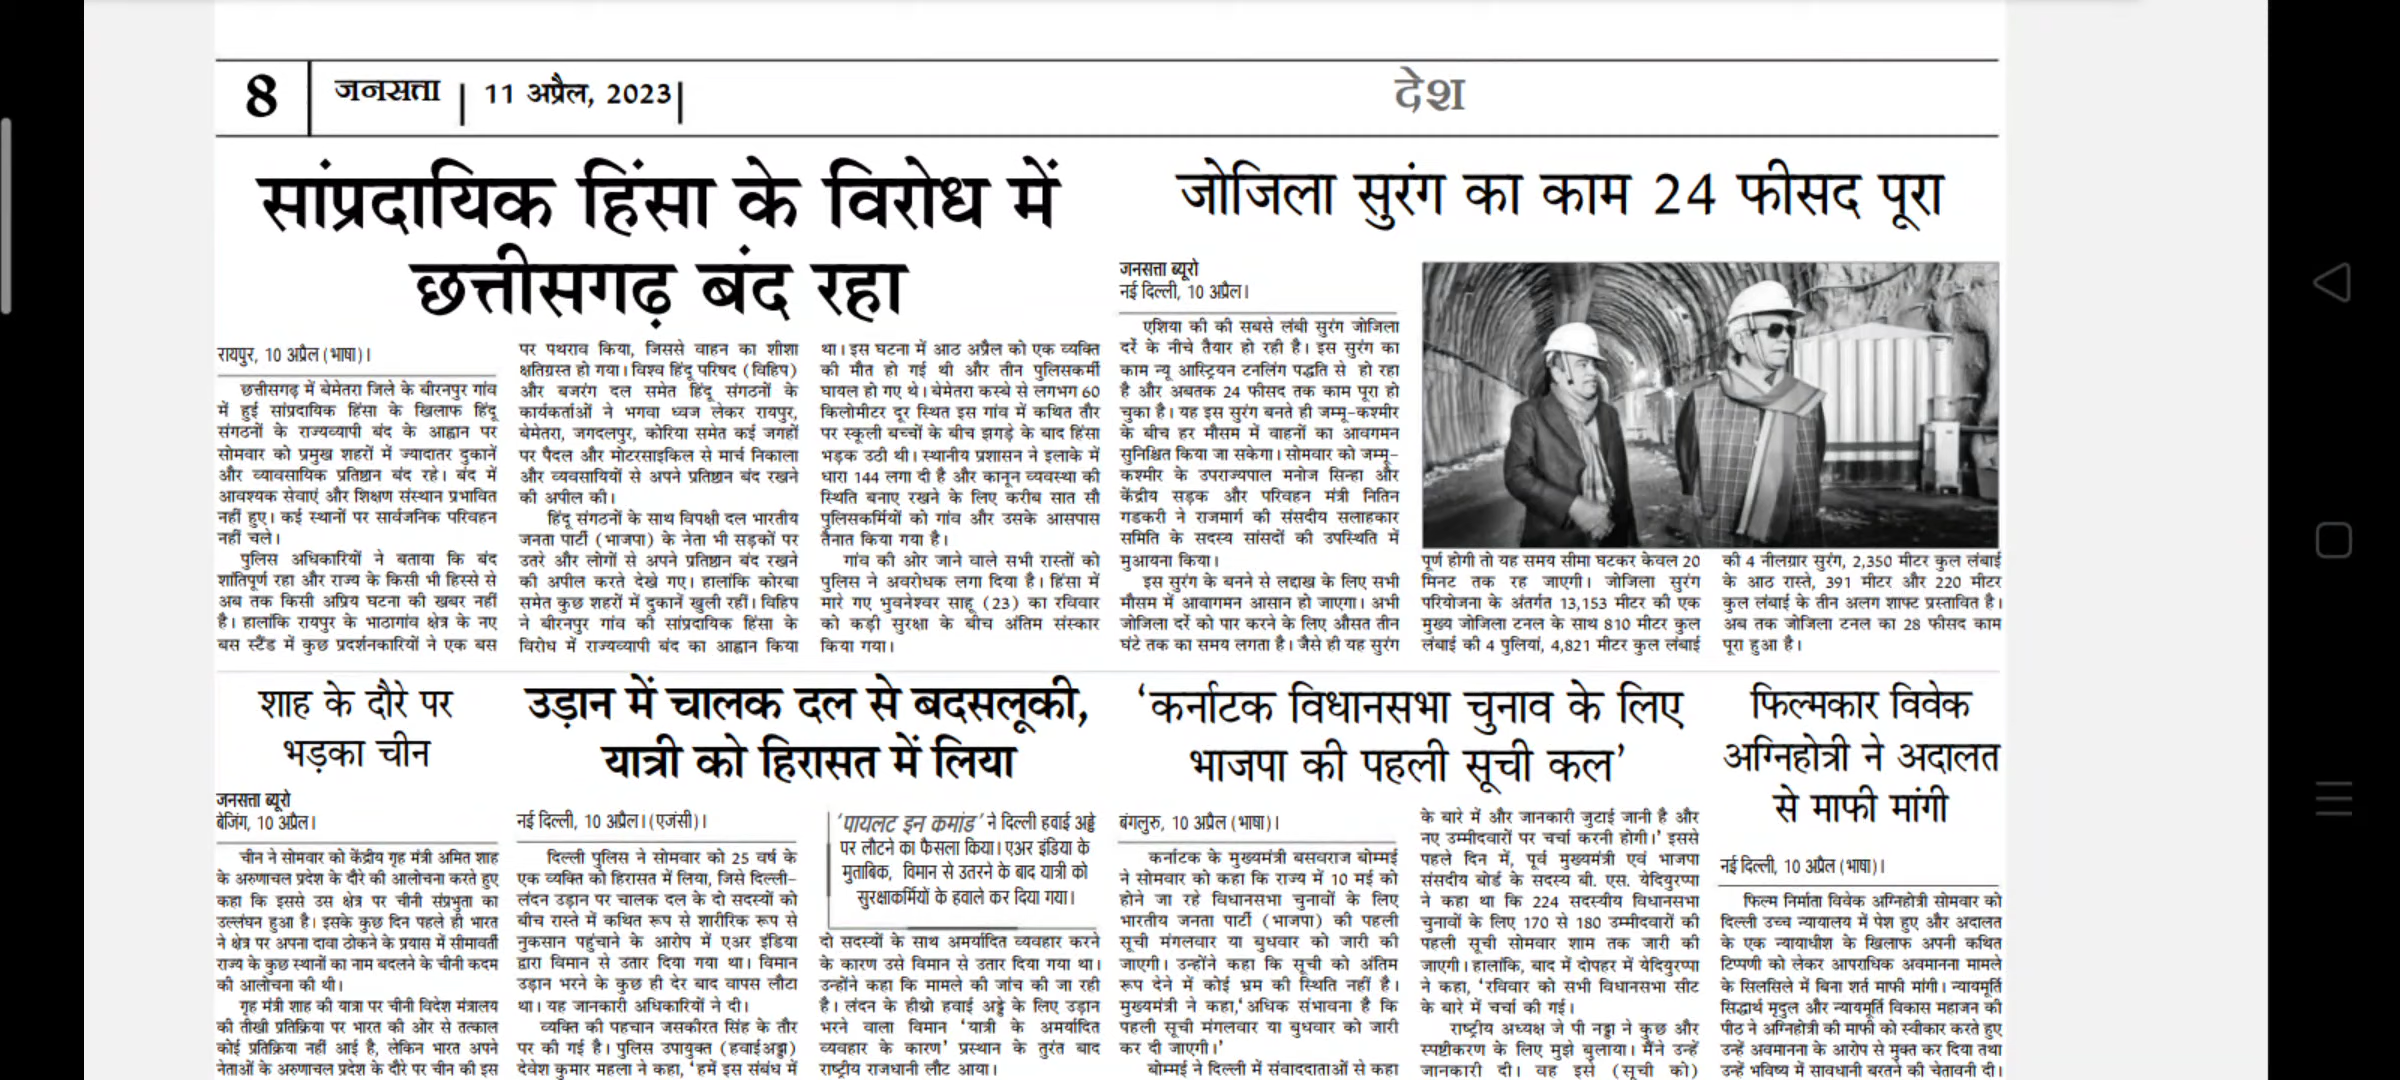 8
जनसत्ता
11 अप्रैल, 2023
देश
सांप्रदायिक हिंसा के विरोध में
छत्तीसगढ़ बंद रहा
रायपुर, 10 अप्रैल (भाषा)।
छत्तीसगढ़ में बेमेतरा जिले के बीरनपुर गांव
में हुई सांप्रदायिक हिंसा के खिलाफ हिंदू
संगठनों के राज्यव्यापी बंद के आह्वान पर
सोमवार को प्रमुख शहरों में ज्यादातर दुकानें
और व्यावसायिक प्रतिष्ठान बंद रहे। बंद में
आवश्यक सेवाएं और शिक्षण संस्थान प्रभावित
नहीं हुए। कई स्थानों पर सार्वजनिक परिवहन
नहीं चले।
पुलिस अधिकारियों ने बताया कि बंद
शांतिपूर्ण रहा और राज्य के किसी भी हिस्से से
अब तक किसी अप्रिय घटना की खबर नहीं
है। हालांकि रायपुर के भाठागांव क्षेत्र के नए
बस स्टैंड में कुछ प्रदर्शनकारियों ने एक बस
पर पथराव किया, जिससे वाहन का शीशा
क्षतिग्रस्त हो गया। विश्व हिंदू परिषद (विहिप)
और बजरंग दल समेत हिंदू संगठनों के
कार्यकर्ताओं ने भगवा ध्वज लेकर रायपुर,
बेमेतरा, जगदलपुर, कोरिया समेत कई जगहों
पर पैदल और मोटरसाइकिल से मार्च निकाला
और व्यवसायियों से अपने प्रतिष्ठान बंद रखने
की अपील की।
हिंदू संगठनों के साथ विपक्षी दल भारतीय
जनता पार्टी (भाजपा) के नेता भी सड़कों पर
उतरे और लोगों से अपने प्रतिष्ठान बंद रखने
की अपील करते देखे गए। हालांकि कोरबा
समेत कुछ शहरों में दुकानें खुली रहीं। विहिप
ने बीरनपुर गांव की सांप्रदायिक हिंसा के
विरोध में राज्यव्यापी बंद का आह्वान किया
था। इस घटना में आठ अप्रैल को एक व्यक्ति
की मौत हो गई थी और तीन पुलिसकर्मी
घायल हो गए थे। बेमेतरा कस्बे से लगभग 60
किलोमीटर दूर स्थित इस गांव में कथित तौर
पर स्कूली बच्चों के बीच झगड़े के बाद हिंसा
भड़क उठी थी। स्थानीय प्रशासन ने इलाके में
धारा 144 लगा दी है और कानून व्यवस्था की
स्थिति बनाए रखने के लिए करीब सात सौ
पुलिसकर्मियों को गांव और उसके आसपास
तैनात किया गया है।
गांव की ओर जाने वाले सभी रास्तों को
पुलिस ने अवरोधक लगा दिया है। हिंसा में
मारे गए भुवनेश्वर साहू (23) का रविवार
को कड़ी सुरक्षा के बीच अंतिम संस्कार
किया गया।
जोजिला सुरंग का काम 24 फीसद पूरा
जनसत्ता ब्यूरो
नई दिल्ली, 10 अप्रैल।
एशिया की की सबसे लंबी सुरंग जोजिला
दर्रे के नीचे तैयार हो रही है। इस सुरंग का
काम न्यू आस्ट्रियन टनलिंग पद्धति से हो रहा
है और अबतक 24 फीसद तक काम पूरा हो
चुका है। यह इस सुरंग बनते ही जम्मू-कश्मीर
के बीच हर मौसम में वाहनों का आवगमन
सुनिश्चित किया जा सकेगा। सोमवार को जम्मू-
कश्मीर के उपराज्यपाल मनोज सिन्हा और
केंद्रीय सड़क और परिवहन मंत्री नितिन
गडकरी ने राजमार्ग की संसदीय सलाहकार
समिति के सदस्य सांसदों की उपस्थिति में
मुआयना किया।
इस सुरंग के बनने से लद्दाख के लिए सभी
मौसम में आवागमन आसान हो जाएगा। अभी
जोजिला दर्रे को पार करने के लिए औसत तीन
घंटे तक का समय लगता है। जैसे ही यह सुरंग
पूर्ण होगी तो यह समय सीमा घटकर केवल 20
मिनट तक रह जाएगी। जोजिला सुरंग
परियोजना के अंतर्गत 13,153 मीटर की एक
मुख्य जोजिला टनल के साथ 810 मीटर कुल
लंबाई की 4 पुलियां, 4,821 मीटर कुल लंबाई
की 4 नीलग्रार सुरंग, 2,350 मीटर कुल लंबाई
के आठ रास्ते, 391 मीटर और 220 मीटर
कुल लंबाई के तीन अलग शाफ्ट प्रस्तावित है।
अब तक जोजिला टनल का 28 फीसद काम
पूरा हुआ है।
शाह के दौरे पर
भड़का चीन
जनसत्ता ब्यूरो
बेजिंग, 10 अप्रैल।
चीन ने सोमवार को केंद्रीय गृह मंत्री अमित शाह
के अरुणाचल प्रदेश के दौरे की आलोचना करते हुए
कहा कि इससे उस क्षेत्र पर चीनी संप्रभुता का
उल्लंघन हुआ है। इसके कुछ दिन पहले ही भारत
ने क्षेत्र पर अपना दावा ठोकने के प्रयास में सीमावर्ती
राज्य के कुछ स्थानों का नाम बदलने के चीनी कदम
की आलोचना की थी।
गृह मंत्री शाह की यात्रा पर चीनी विदेश मंत्रालय
की तीखी प्रतिक्रिया पर भारत की ओर से तत्काल
कोई प्रतिक्रिया नहीं आई है, लेकिन भारत अपने
नेताओं के अरुणाचल प्रदेश के दौरे पर चीन की इस
उड़ान में चालक दल से बदसलूकी,
यात्री को हिरासत में लिया
नई दिल्ली, 10 अप्रैल। (एजंसी)।
दिल्ली पुलिस ने सोमवार को 25 वर्ष के
एक व्यक्ति को हिरासत में लिया, जिसे दिल्ली-
लंदन उड़ान पर चालक दल के दो सदस्यों को
बीच रास्ते में कथित रूप से शारीरिक रूप से
नुकसान पहुंचाने के आरोप में एअर इंडिया
द्वारा विमान से उतार दिया गया था। विमान
उड़ान भरने के कुछ ही देर बाद वापस लौटा
था। यह जानकारी अधिकारियों ने दी।
व्यक्ति की पहचान जसकीरत सिंह के तौर
पर की गई है। पुलिस उपायुक्त (हवाईअड्डा)
देवेश कुमार महला ने कहा, 'हमें इस संबंध में
'पायलट इन कमांड' ने दिल्ली हवाई अड्डे
पर लौटने का फैसला किया। एअर इंडिया के
मुताबिक, विमान से उतरने के बाद यात्री को
सुरक्षाकर्मियों के हवाले कर दिया गया।
दो सदस्यों के साथ अमर्यादित व्यवहार करने
के कारण उसे विमान से उतार दिया गया था।
उन्होंने कहा कि मामले की जांच की जा रही
है। लंदन के हीथ्रो हवाई अड्डे के लिए उड़ान
भरने वाला विमान 'यात्री के अमर्यादित
व्यवहार के कारण' प्रस्थान के तुरंत बाद
राष्ट्रीय राजधानी लौट आया।
'कर्नाटक विधानसभा चुनाव के लिए
भाजपा की पहली सूची कल'
बंगलुरु, 10 अप्रैल (भाषा)।
कर्नाटक के मुख्यमंत्री बसवराज बोम्मई
ने सोमवार को कहा कि राज्य में 10 मई को
होने जा रहे विधानसभा चुनावों के लिए
भारतीय जनता पार्टी (भाजपा) की पहली
सूची मंगलवार या बुधवार को जारी की
जाएगी। उन्होंने कहा कि सूची को अंतिम
रूप देने में कोई भ्रम की स्थिति नहीं है।
मुख्यमंत्री ने कहा,'अधिक संभावना है कि
पहली सूची मंगलवार या बुधवार को जारी
कर दी जाएगी।'
बोम्मई ने दिल्ली में संवाददाताओं से कहा
के बारे में और जानकारी जुटाई जानी है और
नए उम्मीदवारों पर चर्चा करनी होगी।' इससे
पहले दिन में, पूर्व मुख्यमंत्री एवं भाजपा
संसदीय बोर्ड के सदस्य बी. एस. येदियुरप्पा
ने कहा था कि 224 सदस्यीय विधानसभा
चुनावों के लिए 170 से 180 उम्मीदवारों की
पहली सूची सोमवार शाम तक जारी की
जाएगी। हालांकि, बाद में दोपहर में येदियुरप्पा
ने कहा, 'रविवार को सभी विधानसभा सीट
के बारे में चर्चा की गई।
राष्ट्रीय अध्यक्ष जे पी नड्डा ने कुछ और
स्पष्टीकरण के लिए मुझे बुलाया। मैंने उन्हें
जानकारी दी। वह इसे (सूची को)
फिल्मकार विवेक
अग्निहोत्री ने अदालत
से माफी मांगी
नई दिल्ली, 10 अप्रैल (भाषा)।
फिल्म निर्माता विवेक अग्निहोत्री सोमवार को
दिल्ली उच्च न्यायालय में पेश हुए और अदालत
के एक न्यायाधीश के खिलाफ अपनी कथित
टिप्पणी को लेकर आपराधिक अवमानना मामले
के सिलसिले में बिना शर्त माफी मांगी। न्यायमूर्ति
सिद्धार्थ मृदुल और न्यायमूर्ति विकास महाजन की
पीठ ने अग्निहोत्री की माफी को स्वीकार करते हुए
उन्हें अवमानना के आरोप से मुक्त कर दिया तथा
उन्हें भविष्य में सावधानी बरतने की चेतावनी दी।